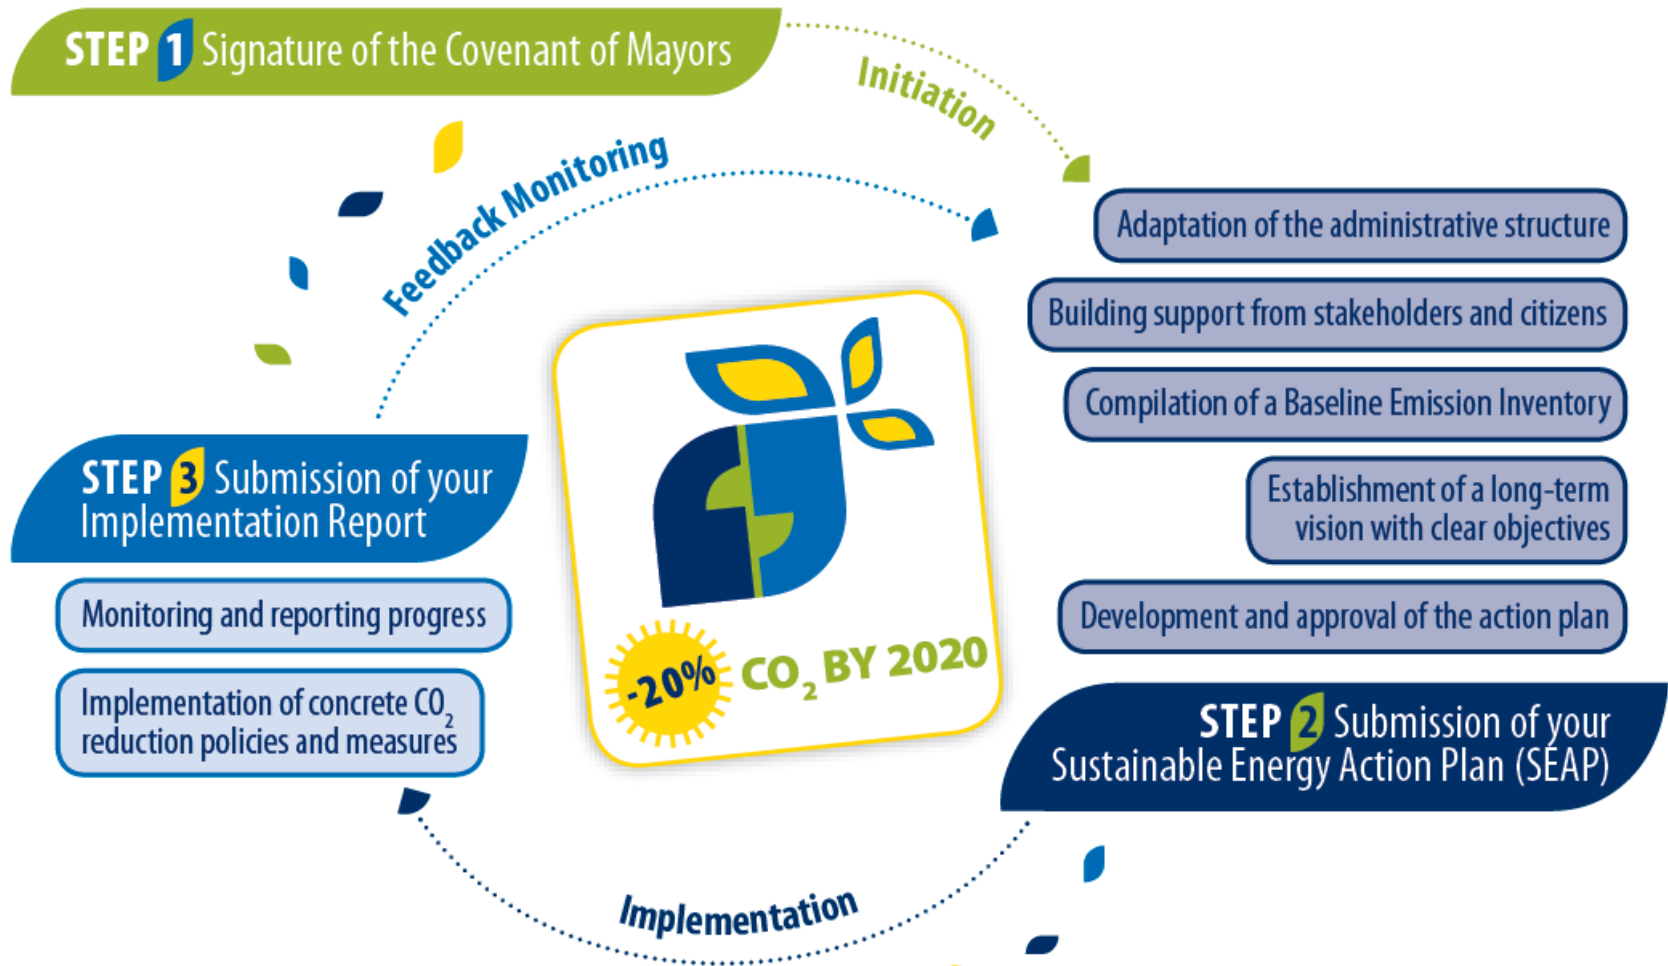 STEP 1 Signature of the Covenant of Mayors
Initiation
Feedback Monitoring
Adaptation of the administrative structure
Building support from stakeholders and citizens
Compilation of a Baseline Emission Inventory
Establishment of a long-term
vision with clear objectives
Development and approval of the action plan
STEP 2 Submission of your
Sustainable Energy Action Plan (SEAP)
Implementation
STEP 3 Submission of your
Implementation Report
Monitoring and reporting progress
Implementation of concrete CO₂
reduction policies and measures
-20% CO₂ BY 2020